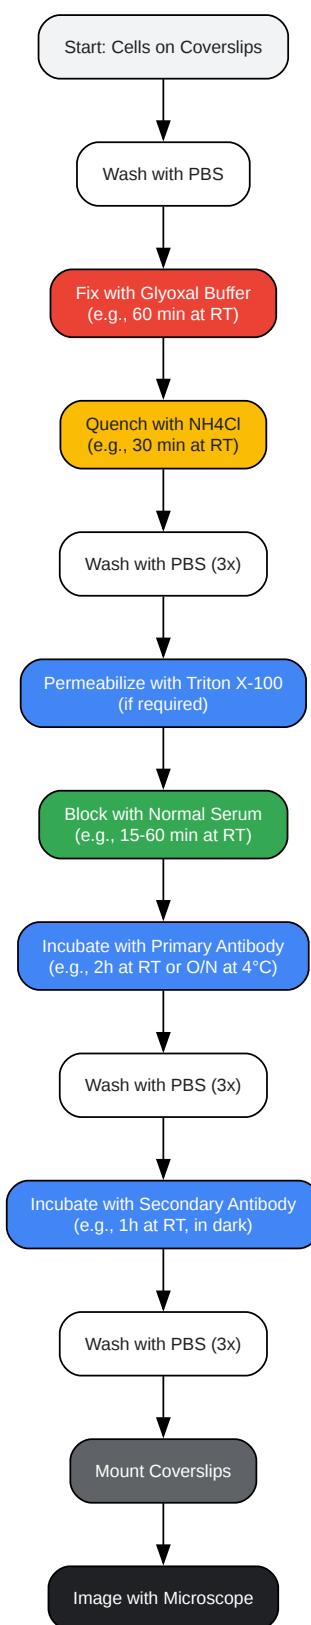 Start: Cells on Coverslips
Wash with PBS
Fix with Glyoxal Buffer
(e.g., 60 min at RT)
Quench with NH4Cl
(e.g., 30 min at RT)
Wash with PBS (3x)
Permeabilize with Triton X-100
(if required)
Block with Normal Serum
(e.g., 15-60 min at RT)
Incubate with Primary Antibody
(e.g., 2h at RT or O/N at 4°C)
Wash with PBS (3x)
Incubate with Secondary Antibody
(e.g., 1h at RT, in dark)
Wash with PBS (3x)
Mount Coverslips
Image with Microscope